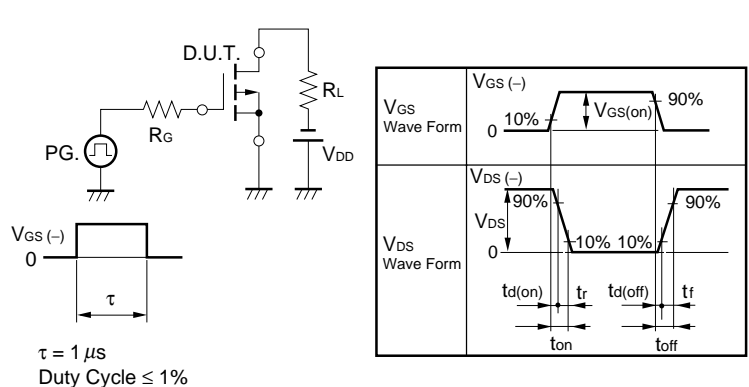 D.U.T.
RL
RG
PG.
VDD
VGS (−)
0
τ
τ = 1 μs
Duty Cycle ≤ 1%
VGS
Wave Form
VGS (−)
10%
0
VGS(on)
90%
VDS
Wave Form
VDS (−)
90%
VDS
0
10% 10%
90%
td(on) tr td(off) tf
ton toff